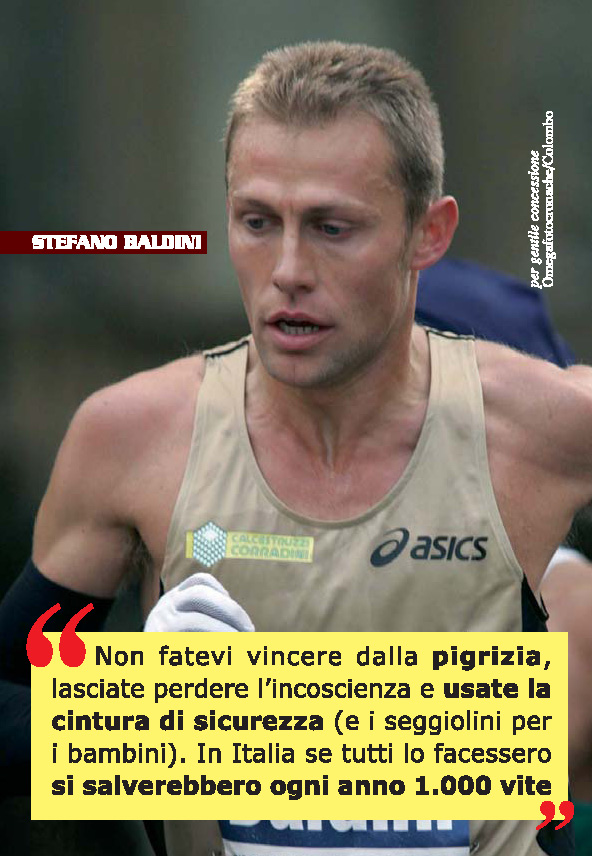 per gentile concessione
Omegafotocronache/Colombo
STEFANO BALDINI
CALCESTRUZZI
CORRADINI
asics
“ Non fatevi vincere dalla pigrizia,
lasciate perdere l’incoscienza e usate la
cintura di sicurezza (e i seggiolini per
i bambini). In Italia se tutti lo facessero
si salverebbero ogni anno 1.000 vite
”
Baldini